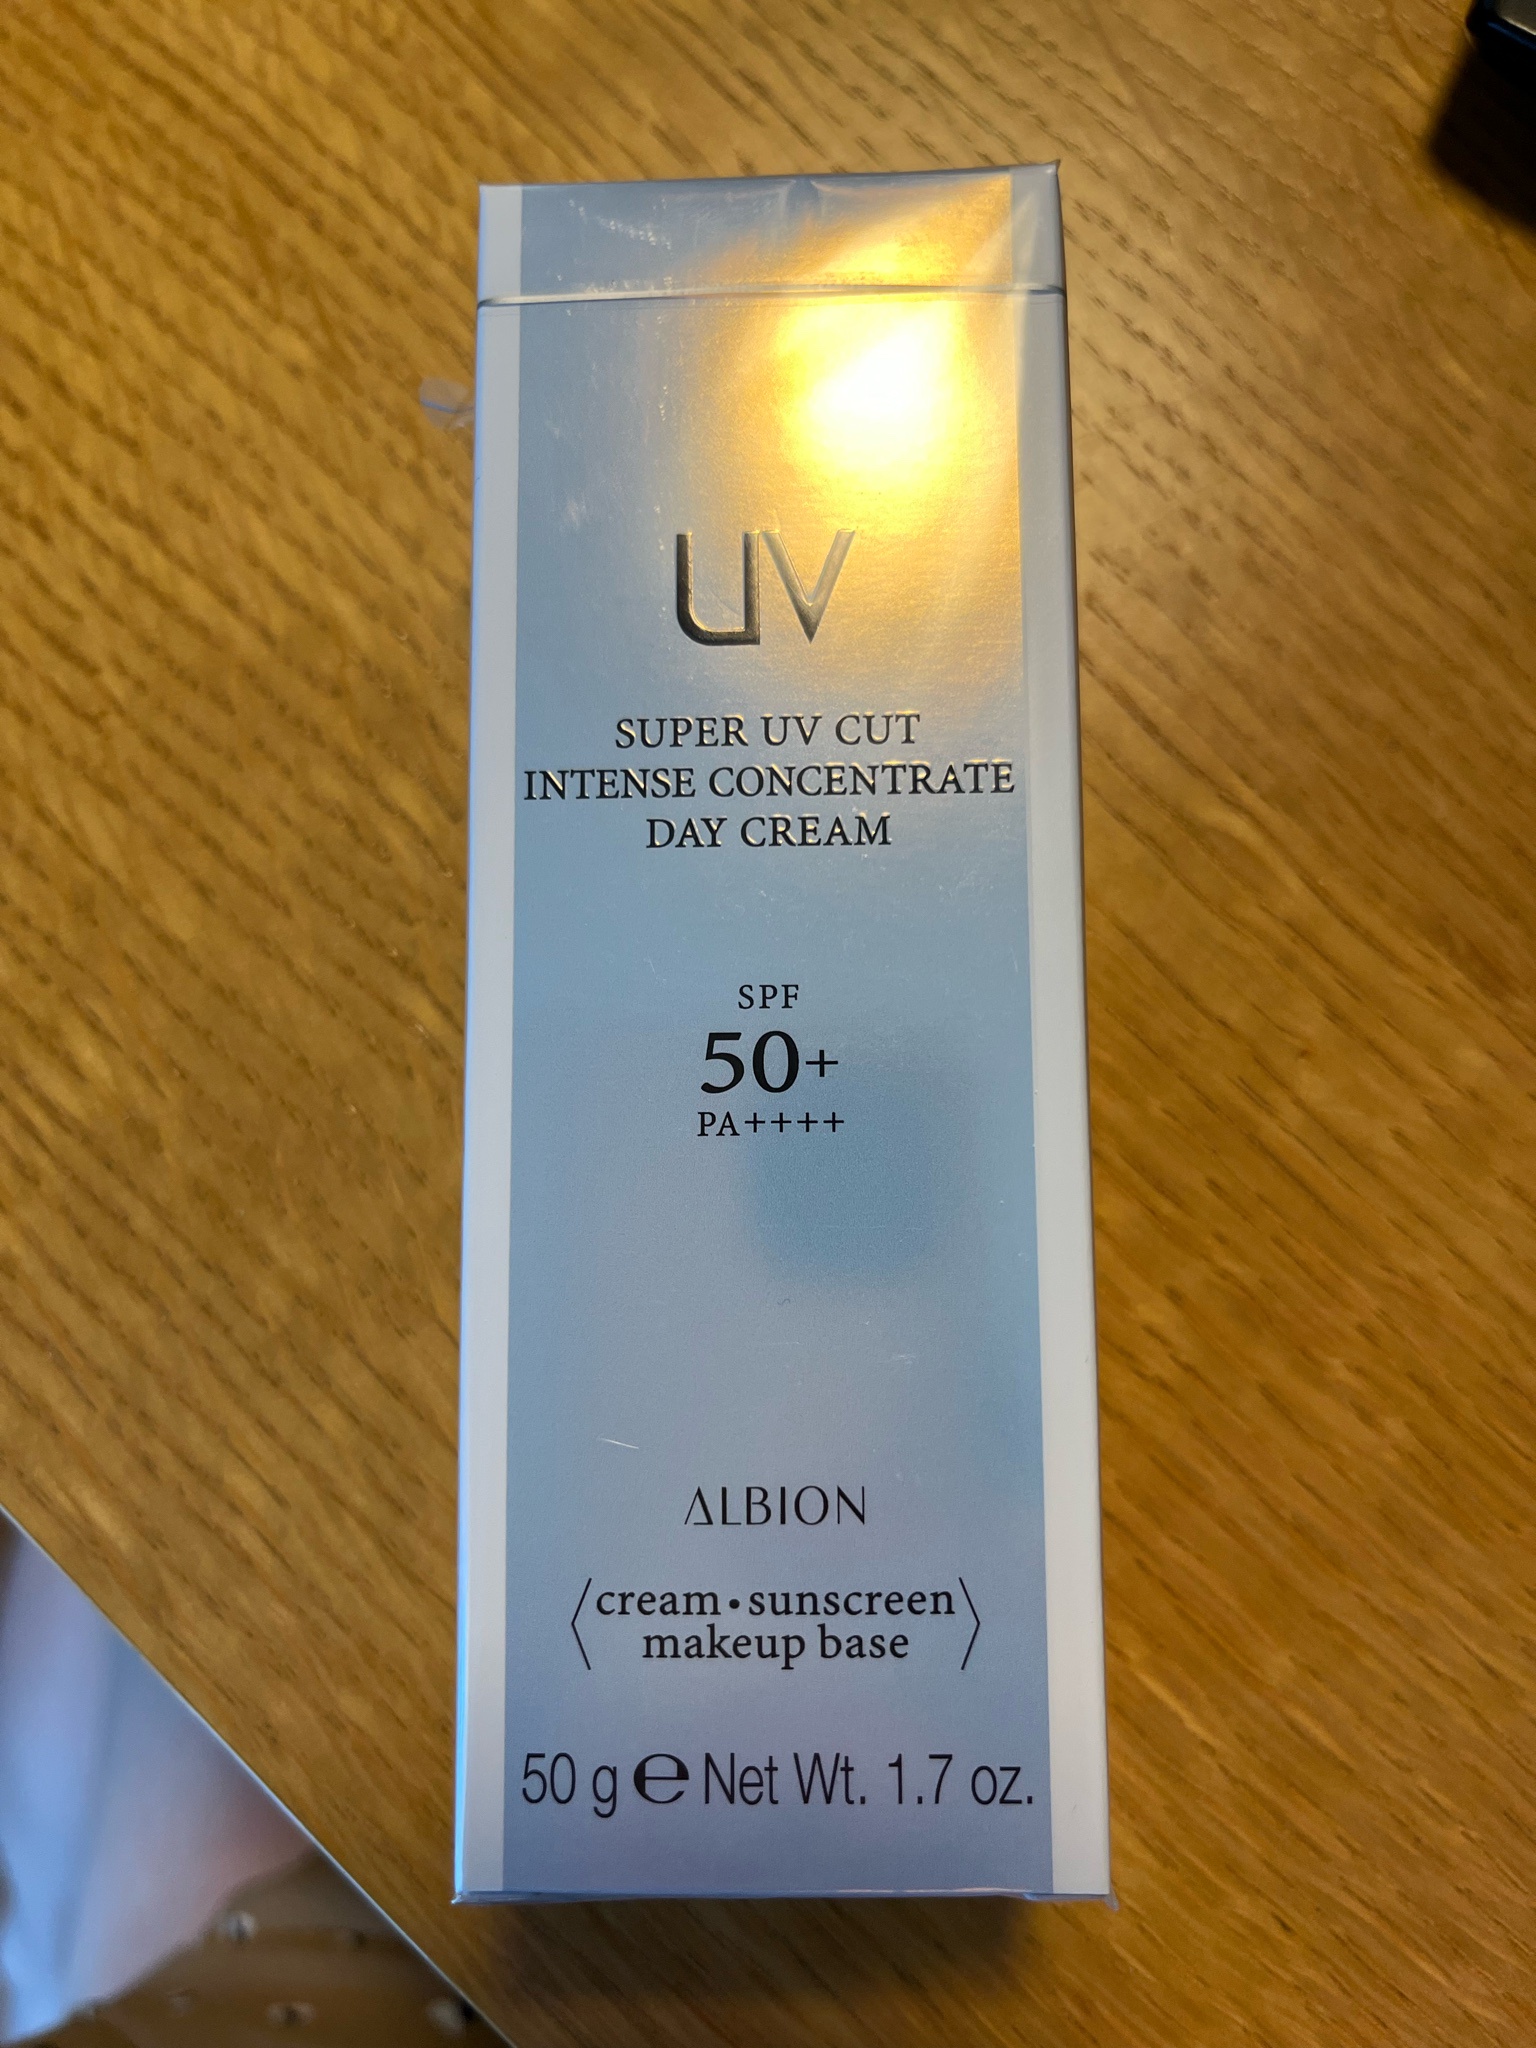 UV
SUPER UV CUT
INTENSE CONCENTRATE
DAY CREAM
SPF
50+
PA++++
ALBION
〈cream・sunscreen
makeup base〉
50 g ℮ Net Wt. 1.7 oz.